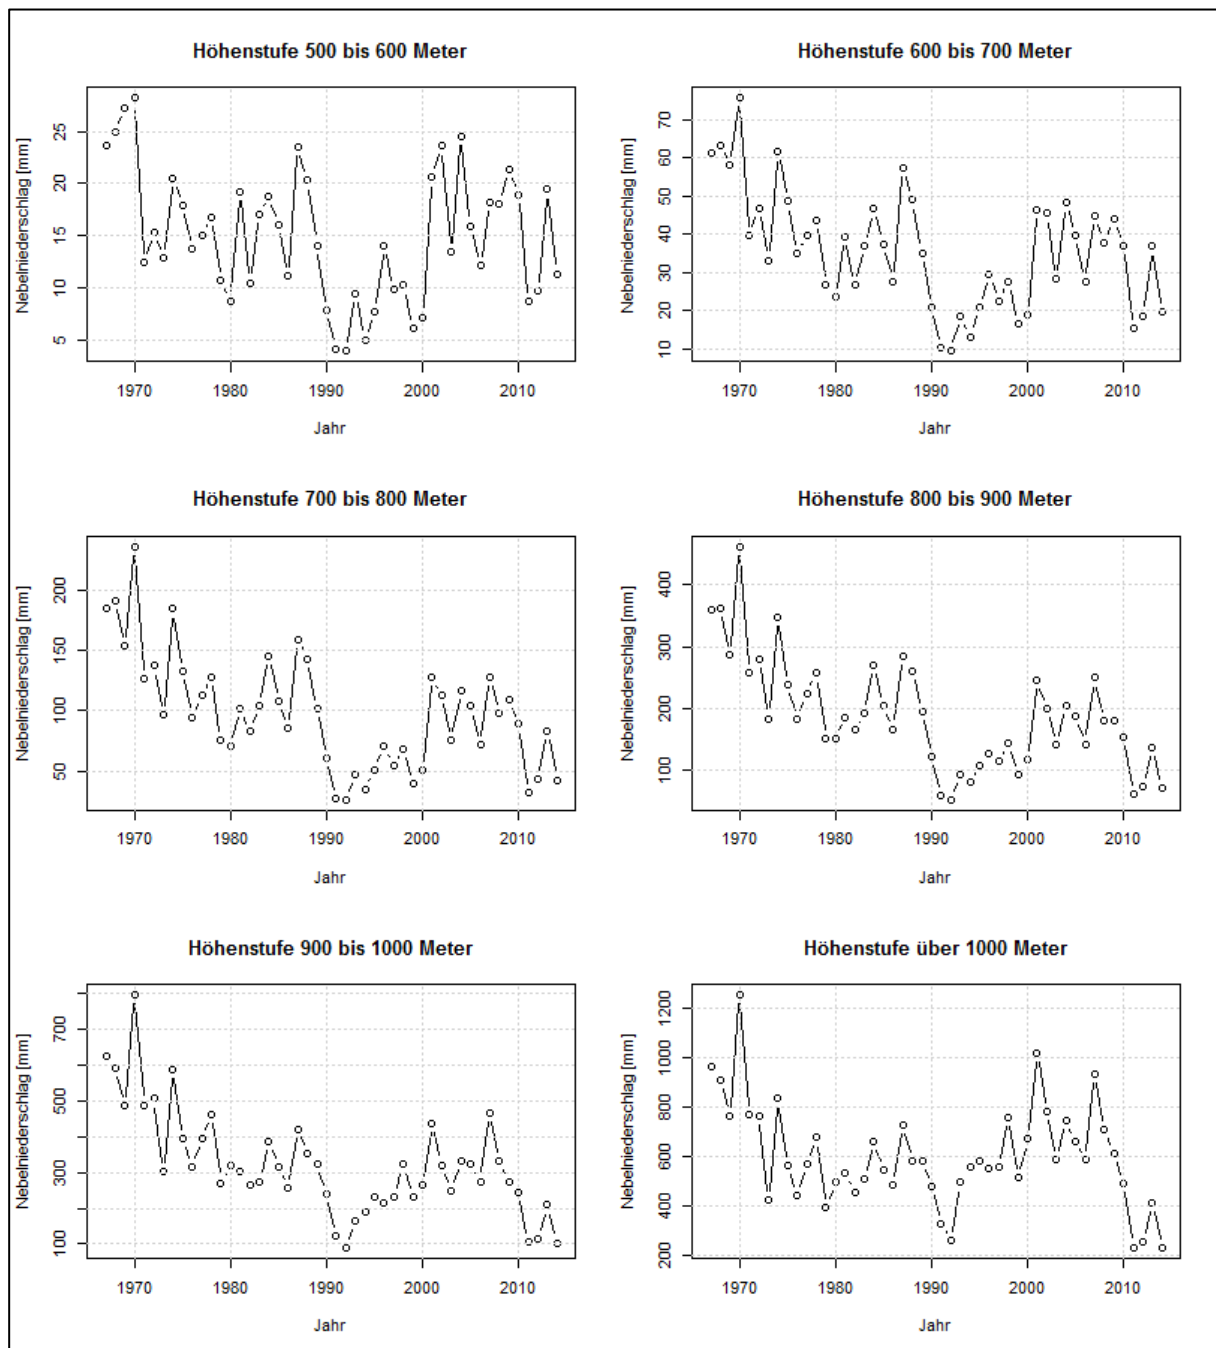 Höhenstufe 500 bis 600 Meter
Nebelniederschlag [mm]
25
20
15
10
5
1970 1980 1990 2000 2010
Jahr
Höhenstufe 600 bis 700 Meter
Nebelniederschlag [mm]
70
60
50
40
30
20
10
1970 1980 1990 2000 2010
Jahr
Höhenstufe 700 bis 800 Meter
Nebelniederschlag [mm]
200
150
100
50
1970 1980 1990 2000 2010
Jahr
Höhenstufe 800 bis 900 Meter
Nebelniederschlag [mm]
400
300
200
100
1970 1980 1990 2000 2010
Jahr
Höhenstufe 900 bis 1000 Meter
Nebelniederschlag [mm]
700
500
300
100
1970 1980 1990 2000 2010
Jahr
Höhenstufe über 1000 Meter
Nebelniederschlag [mm]
1200
1000
800
600
400
200
1970 1980 1990 2000 2010
Jahr